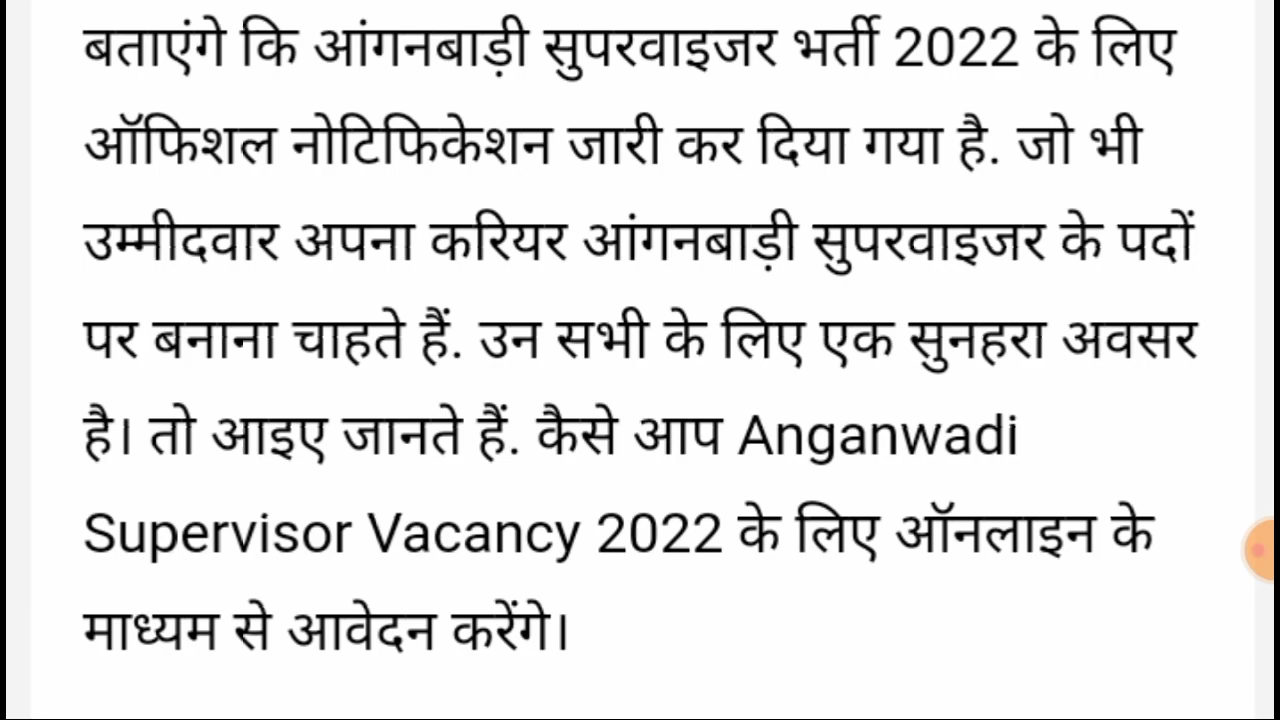 बताएंगे कि आंगनबाड़ी सुपरवाइजर भर्ती 2022 के लिए
ऑफिशल नोटिफिकेशन जारी कर दिया गया है. जो भी
उम्मीदवार अपना करियर आंगनबाड़ी सुपरवाइजर के पदों
पर बनाना चाहते हैं. उन सभी के लिए एक सुनहरा अवसर
है। तो आइए जानते हैं. कैसे आप Anganwadi
Supervisor Vacancy 2022 के लिए ऑनलाइन के
माध्यम से आवेदन करेंगे।